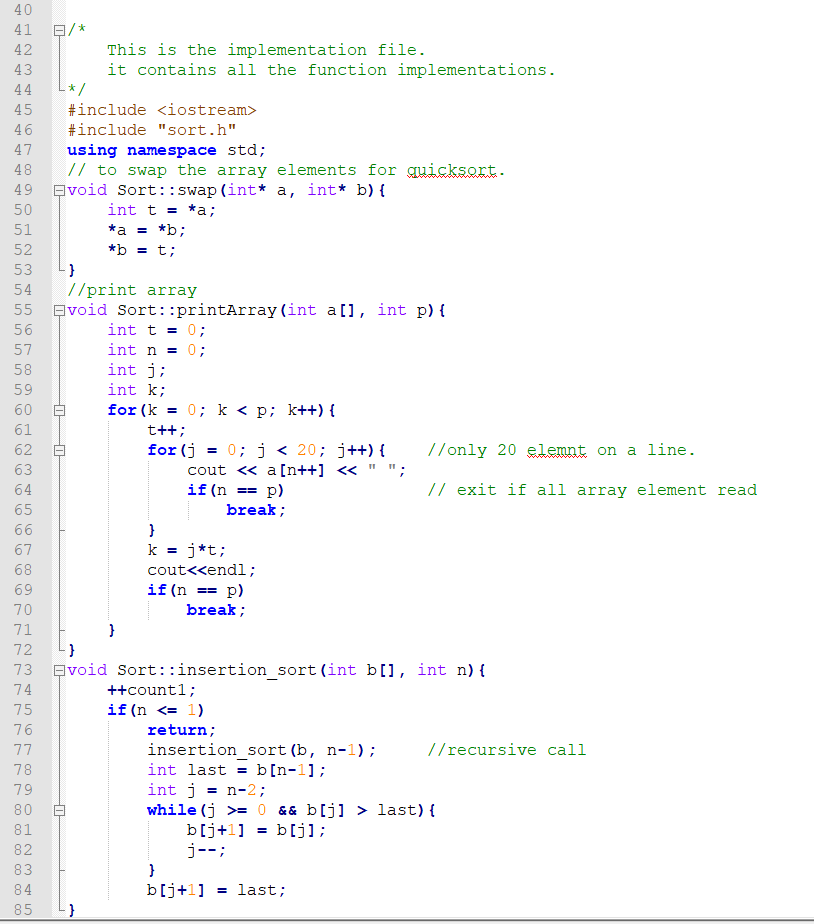 40
41 /*
42     This is the implementation file.
43     it contains all the function implementations.
44 */
45 #include <iostream>
46 #include "sort.h"
47 using namespace std;
48 // to swap the array elements for quicksort.
49 void Sort::swap(int* a, int* b){
50     int t = *a;
51     *a = *b;
52     *b = t;
53 }
54 //print array
55 void Sort::printArray(int a[], int p){
56     int t = 0;
57     int n = 0;
58     int j;
59     int k;
60     for(k = 0; k < p; k++){
61         t++;
62         for(j = 0; j < 20; j++){    //only 20 elemnt on a line.
63             cout << a[n++] << " ";
64             if(n == p)              // exit if all array element read
65                 break;
66         }
67         k = j*t;
68         cout<<endl;
69         if(n == p)
70             break;
71     }
72 }
73 void Sort::insertion_sort(int b[], int n){
74     ++count1;
75     if(n <= 1)
76         return;
77         insertion_sort(b, n-1);     //recursive call
78         int last = b[n-1];
79         int j = n-2;
80         while(j >= 0 && b[j] > last){
81             b[j+1] = b[j];
82             j--;
83         }
84         b[j+1] = last;
85 }